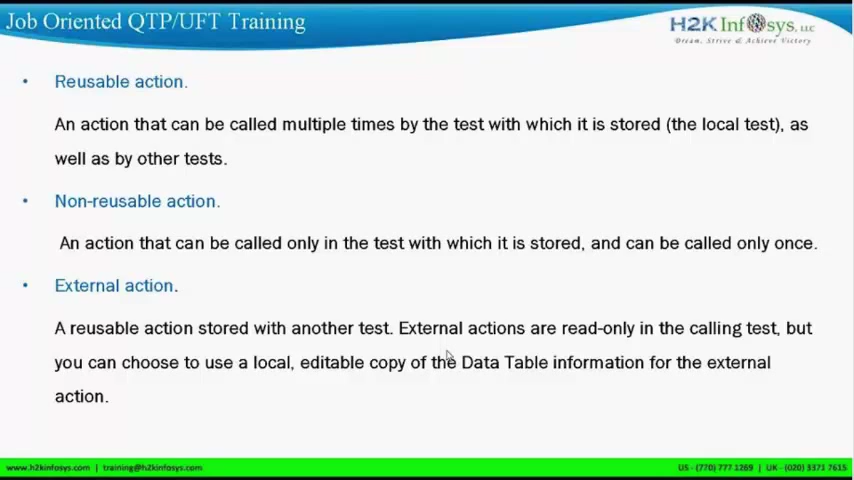 Job Oriented QTP/UFT Training
H2K Infosys, LLC
Dream, Strive & Achieve Victory
• Reusable action.
An action that can be called multiple times by the test with which it is stored (the local test), as
well as by other tests.
• Non-reusable action.
An action that can be called only in the test with which it is stored, and can be called only once.
• External action.
A reusable action stored with another test. External actions are read-only in the calling test, but
you can choose to use a local, editable copy of the Data Table information for the external
action.
www.h2kinfosys.com | training@h2kinfosys.com
US - (770) 777 1269 | UK - (020) 3371 7615